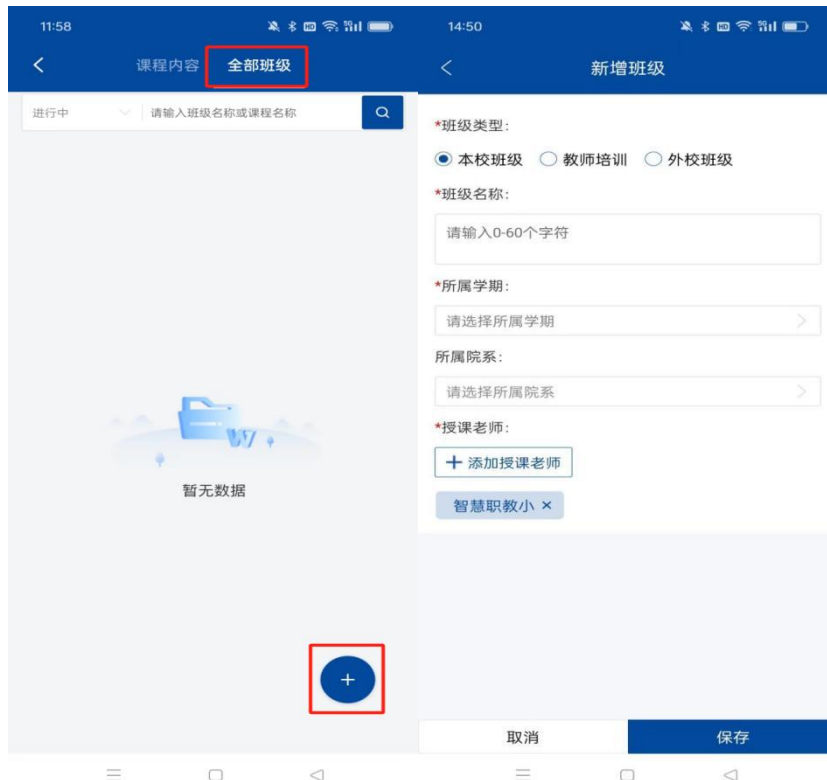 11:58
课程内容 全部班级
进行中 请输入班级名称或课程名称
暂无数据
14:50
新增班级
*班级类型:
本校班级 教师培训 外校班级
*班级名称:
请输入0-60个字符
*所属学期:
请选择所属学期
所属院系:
请选择所属院系
*授课老师:
+ 添加授课老师
智慧职教小 ×
取消 保存